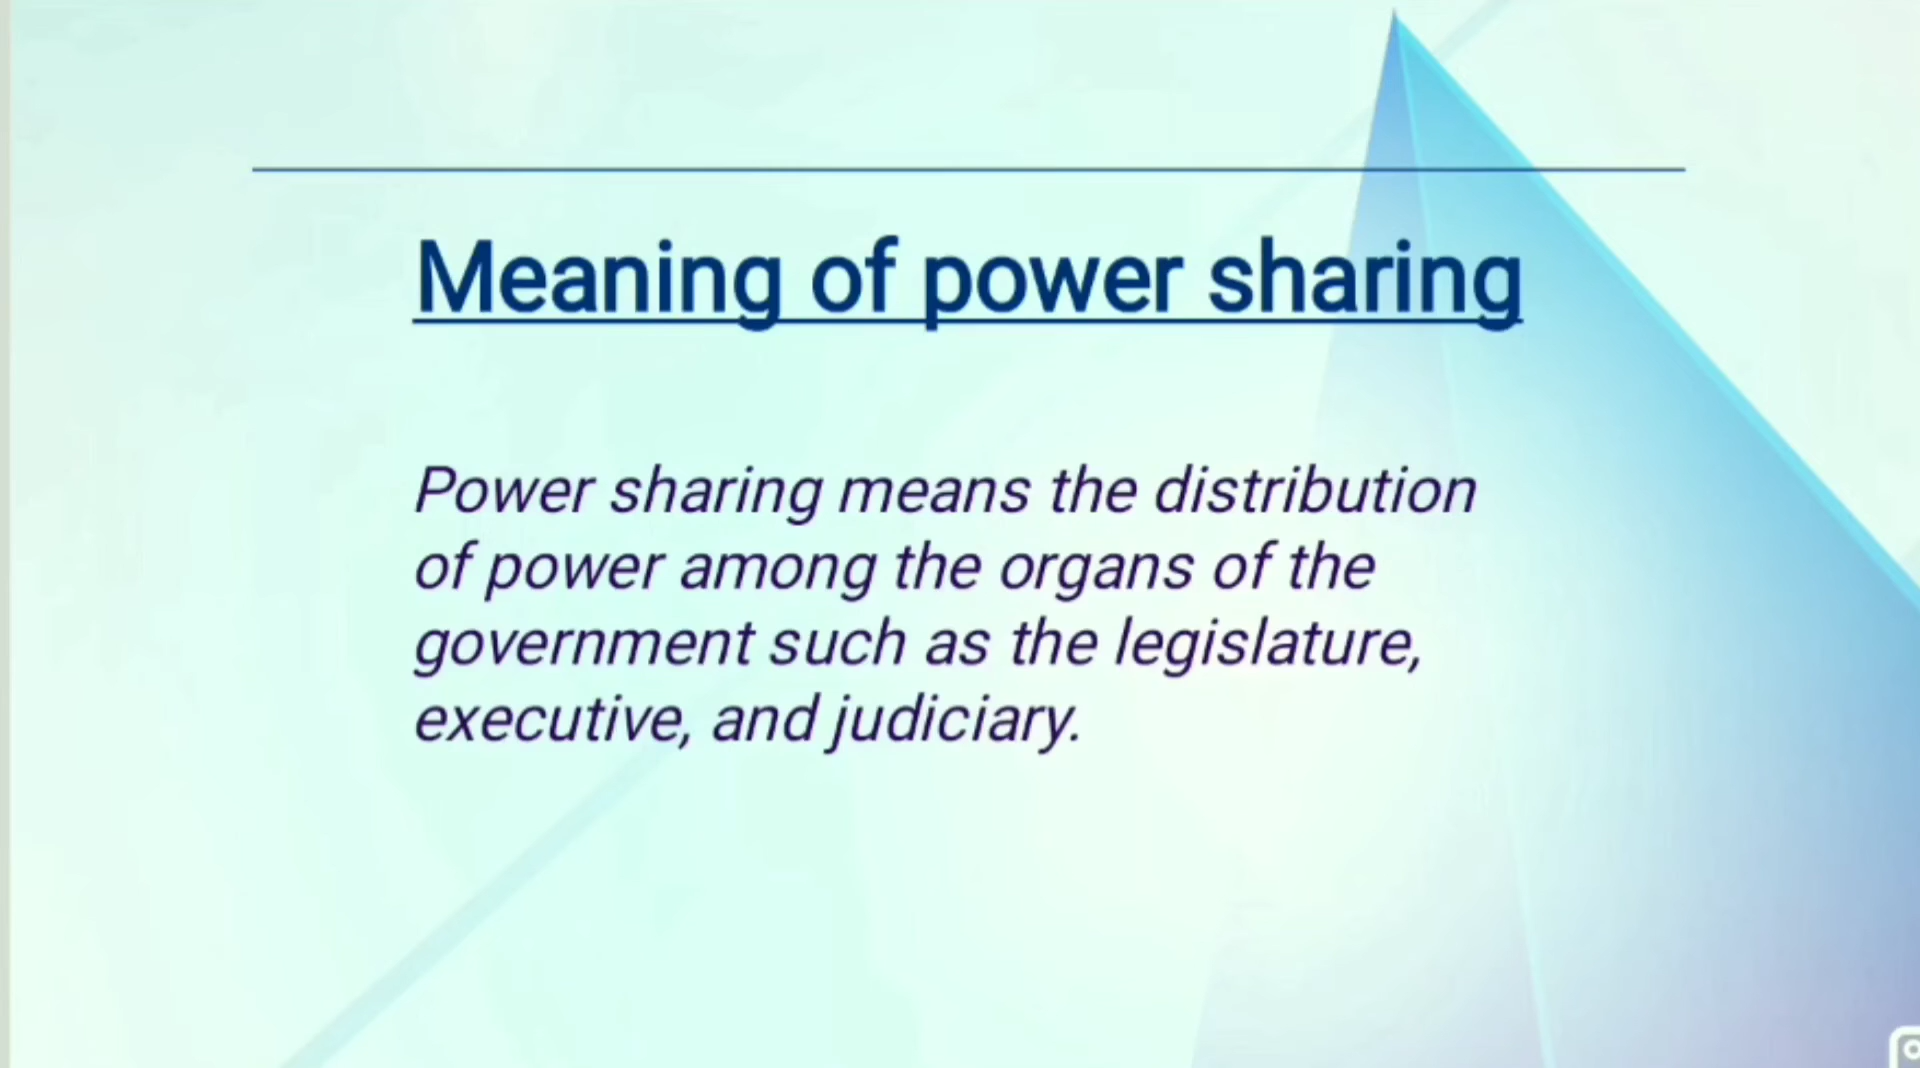 Meaning of power sharing
Power sharing means the distribution
of power among the organs of the
government such as the legislature,
executive, and judiciary.